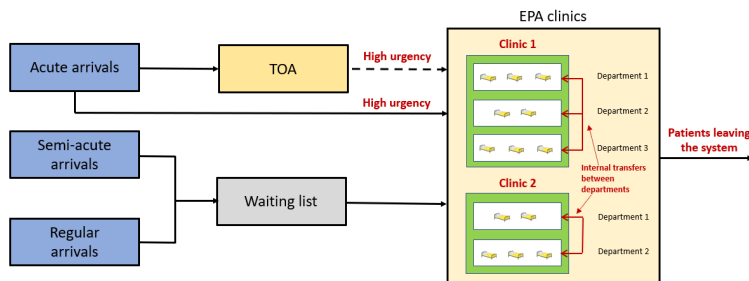 EPA clinics
Acute arrivals
TOA
High urgency
High urgency
Clinic 1
Department 1
Department 2
Department 3
Semi-acute
arrivals
Regular
arrivals
Waiting list
Internal transfers
between
departments
Clinic 2
Department 1
Department 2
Patients leaving
the system